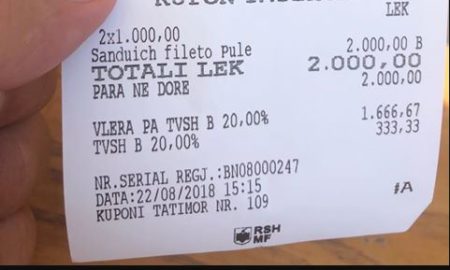 KUPON
LEK
2x1.000,00
Sanduich fileto Pule 2.000,00 B
TOTALI LEK 2.000,00
PARA NE DORE 2.000,00
VLERA PA TVSH B 20,00% 1.666,67
TVSH B 20,00% 333,33
NR.SERIAL REGJ.:BN08000247
DATA:22/08/2018 15:15
KUPONI TATIMOR NR. 109 #A
RSH
MF